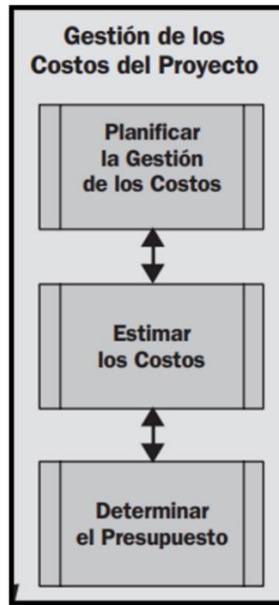 Gestión de los
Costos del Proyecto
Planificar
la Gestión
de los Costos
Estimar
los Costos
Determinar
el Presupuesto